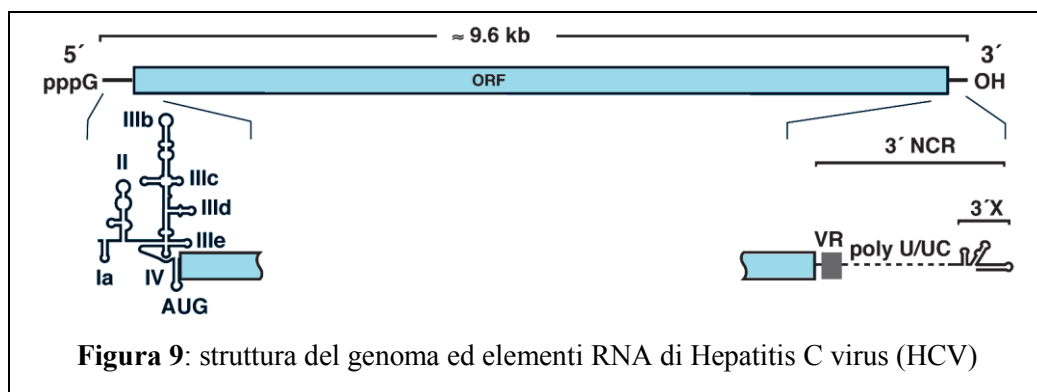 ≈ 9.6 kb
5´ 3´
pppG ORF OH
IIIb
3´ NCR
II
IIIc
IIId
3´X
IIIe
VR poly U/UC
Ia IV
AUG
Figura 9: struttura del genoma ed elementi RNA di Hepatitis C virus (HCV)